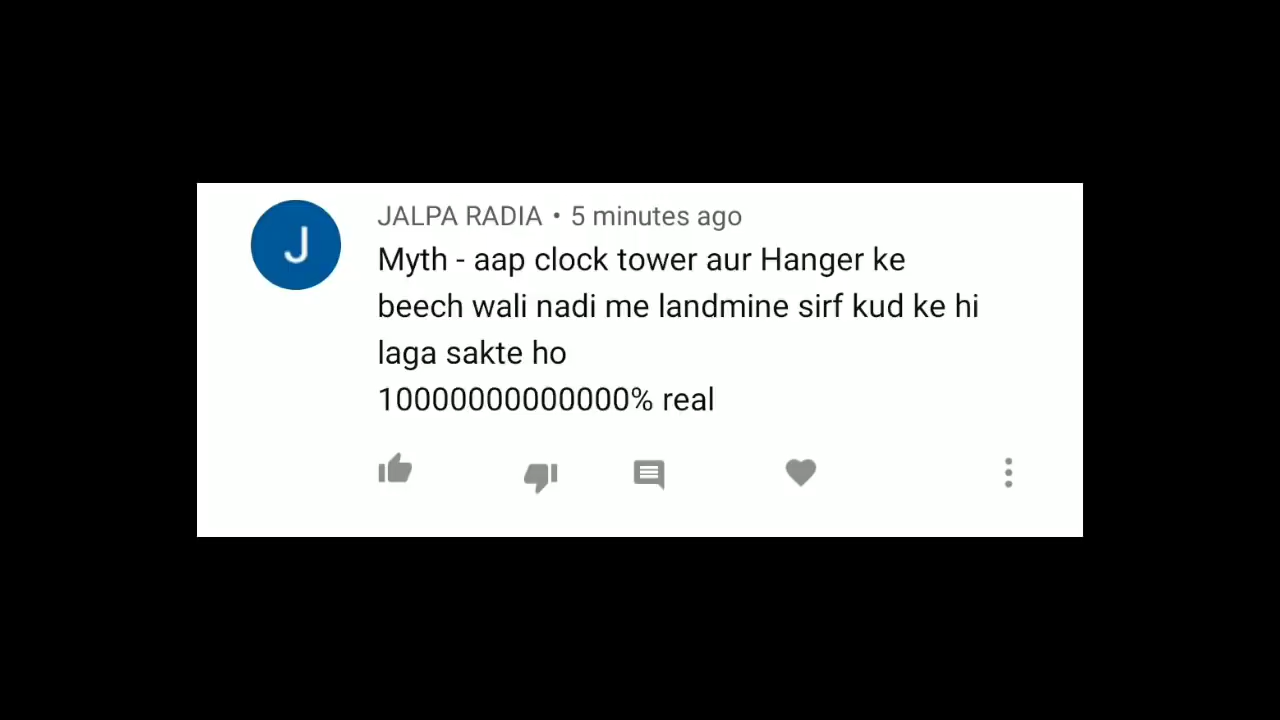 J
JALPA RADIA • 5 minutes ago
Myth - aap clock tower aur Hanger ke
beech wali nadi me landmine sirf kud ke hi
laga sakte ho
10000000000000% real